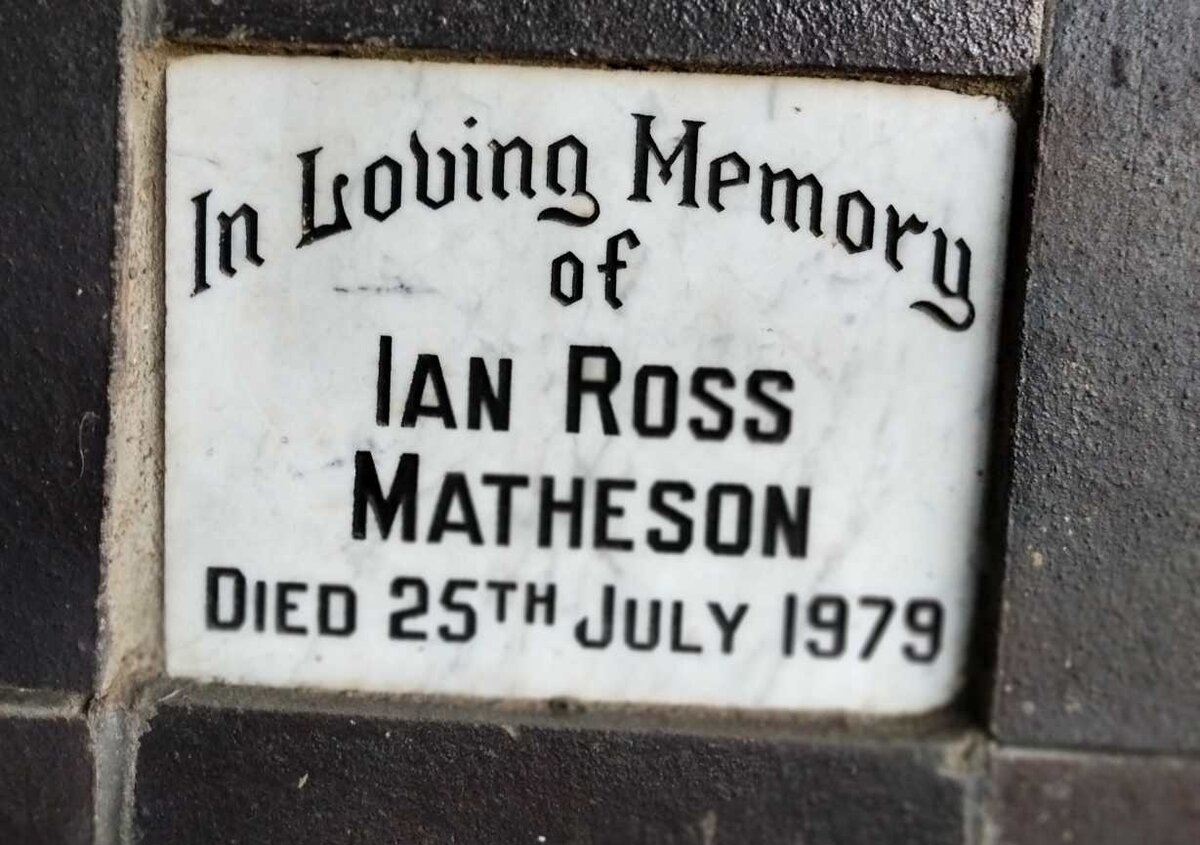 In Loving Memory
of
IAN ROSS
MATHESON
DIED 25TH JULY 1979